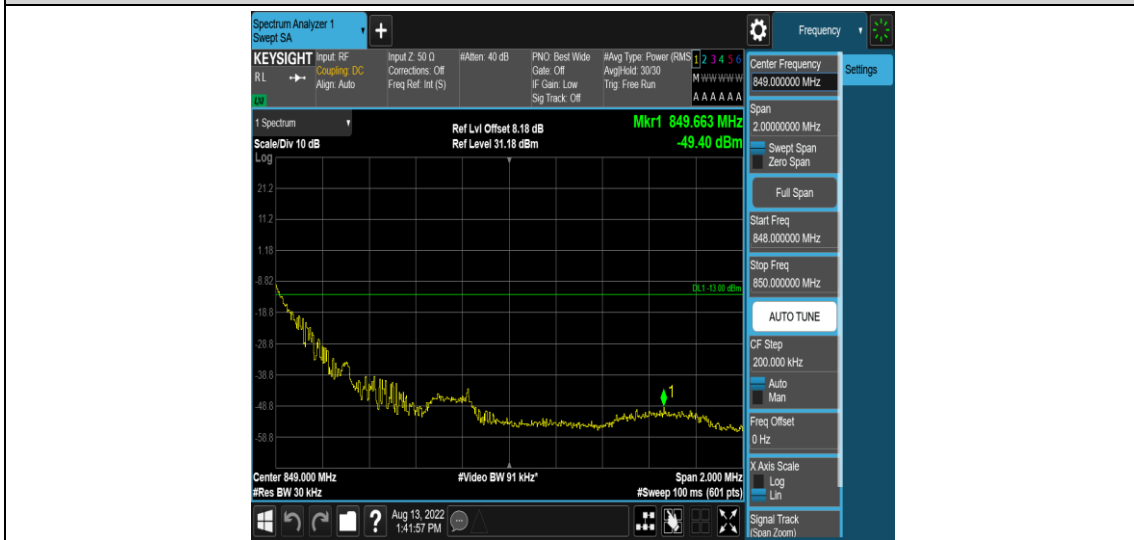 Spectrum Analyzer 1
Swept SA
+
Frequency
KEYSIGHT
RL
Input: RF
Coupling: DC
Align: Auto
Input Z: 50 Ω
Corrections: Off
Freq Ref: Int (S)
#Atten: 40 dB
PNO: Best Wide
Gate: Off
IF Gain: Low
Sig Track: Off
#Avg Type: Power (RMS
Avg|Hold: 30/30
Trig: Free Run
1 2 3 4 5 6
M W W W W W
A A A A A A
1 Spectrum
Scale/Div 10 dB
Ref Lvl Offset 8.18 dB
Ref Level 31.18 dBm
Mkr1 849.663 MHz
-49.40 dBm
Log
21.2
11.2
1.18
-8.82
DL1 -13.00 dBm
-18.8
-28.8
-38.8
1
-48.8
-58.8
Center 849.000 MHz
#Res BW 30 kHz
#Video BW 91 kHz*
Span 2.000 MHz
#Sweep 100 ms (601 pts)
?
Aug 13, 2022
1:41:57 PM
Center Frequency
849.000000 MHz
Settings
Span
2.00000000 MHz
Swept Span
Zero Span
Full Span
Start Freq
848.000000 MHz
Stop Freq
850.000000 MHz
AUTO TUNE
CF Step
200.000 kHz
Auto
Man
Freq Offset
0 Hz
X Axis Scale
Log
Lin
Signal Track
(Span Zoom)